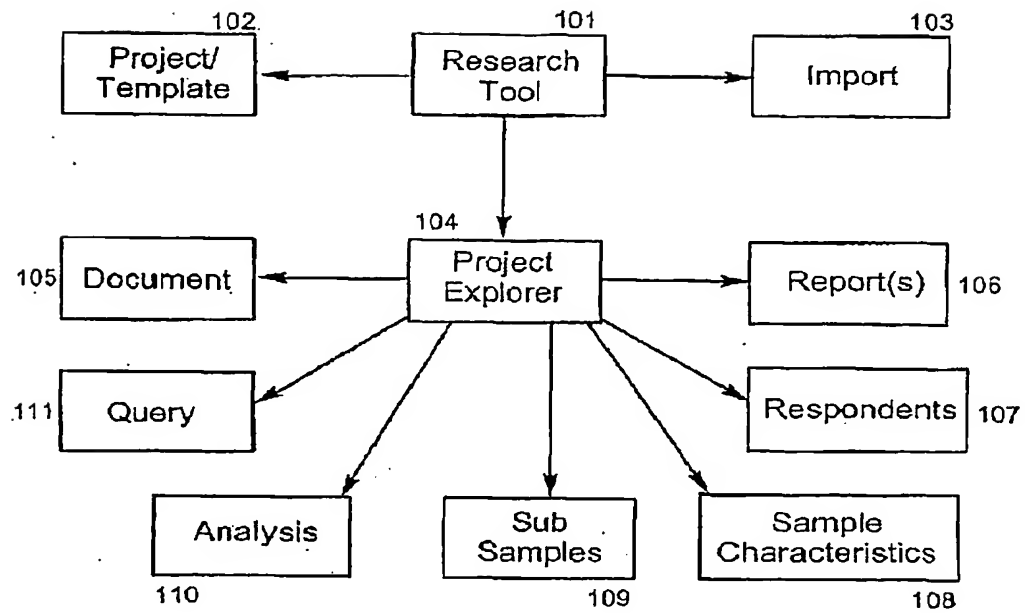 102
101
103
Project/
Template
Research
Tool
Import
104
105
Document
Project
Explorer
Report(s)
106
111
Query
Respondents
107
Analysis
Sub
Samples
Sample
Characteristics
110
109
108